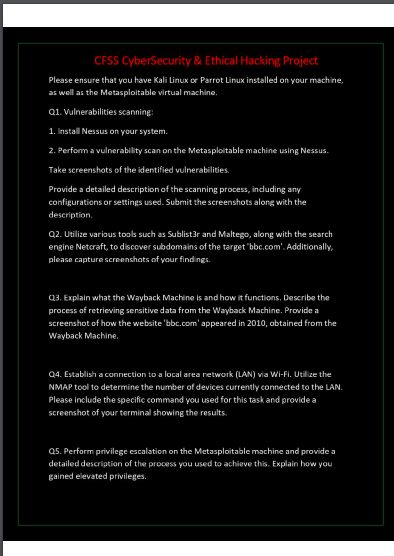 CFSS CyberSecurity & Ethical Hacking Project
Please ensure that you have Kali Linux or Parrot Linux installed on your machine,
as well as the Metasploitable virtual machine.
Q1. Vulnerabilities scanning:
1. Install Nessus on your system.
2. Perform a vulnerability scan on the Metasploitable machine using Nessus.
Take screenshots of the identified vulnerabilities.
Provide a detailed description of the scanning process, including any
configurations or settings used. Submit the screenshots along with the
description.
Q2. Utilize various tools such as Sublist3r and Maltego, along with the search
engine Netcraft, to discover subdomains of the target 'bbc.com'. Additionally,
please capture screenshots of your findings.
Q3. Explain what the Wayback Machine is and how it functions. Describe the
process of retrieving sensitive data from the Wayback Machine. Provide a
screenshot of how the website 'bbc.com' appeared in 2010, obtained from the
Wayback Machine.
Q4. Establish a connection to a local area network (LAN) via Wi-Fi. Utilize the
NMAP tool to determine the number of devices currently connected to the LAN.
Please include the specific command you used for this task and provide a
screenshot of your terminal showing the results.
Q5. Perform privilege escalation on the Metasploitable machine and provide a
detailed description of the process you used to achieve this. Explain how you
gained elevated privileges.